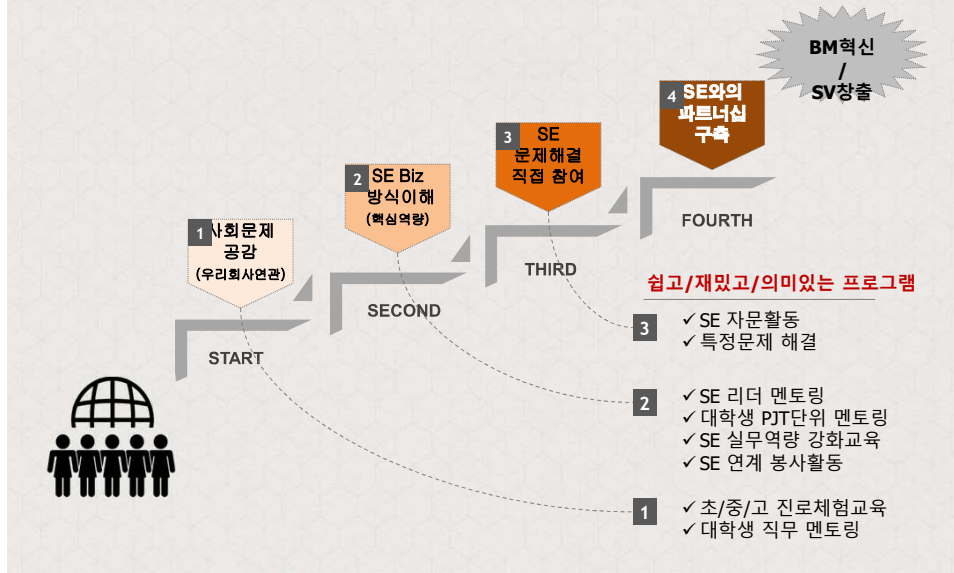 BM혁신
/
SV창출
4
SE와의
파트너십
구축
3
SE
문제해결
직접 참여
2
SE Biz
방식이해
(핵심역량)
1
사회문제
공감
(우리회사연관)
FOURTH
THIRD
SECOND
START
쉽고/재밌고/의미있는 프로그램
3
✓SE 자문활동
✓특정문제 해결
2
✓SE 리더 멘토링
✓대학생 PJT단위 멘토링
✓SE 실무역량 강화교육
✓SE 연계 봉사활동
1
✓초/중/고 진로체험교육
✓대학생 직무 멘토링